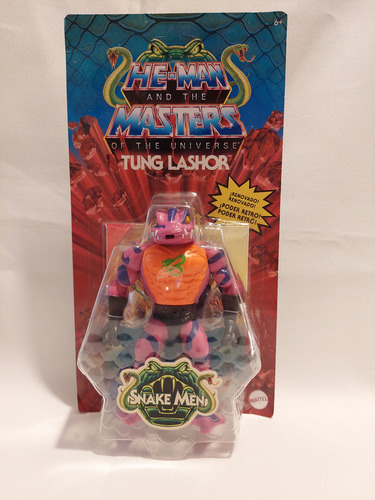 6+
HE-MAN
AND THE
MASTERS
OF THE UNIVERSE
TUNG LASHOR
¡RENOVADO!
RENOVADO!
¡PODER RETRO!
PODER RETRÔ!
SNAKE MEN
MATTEL